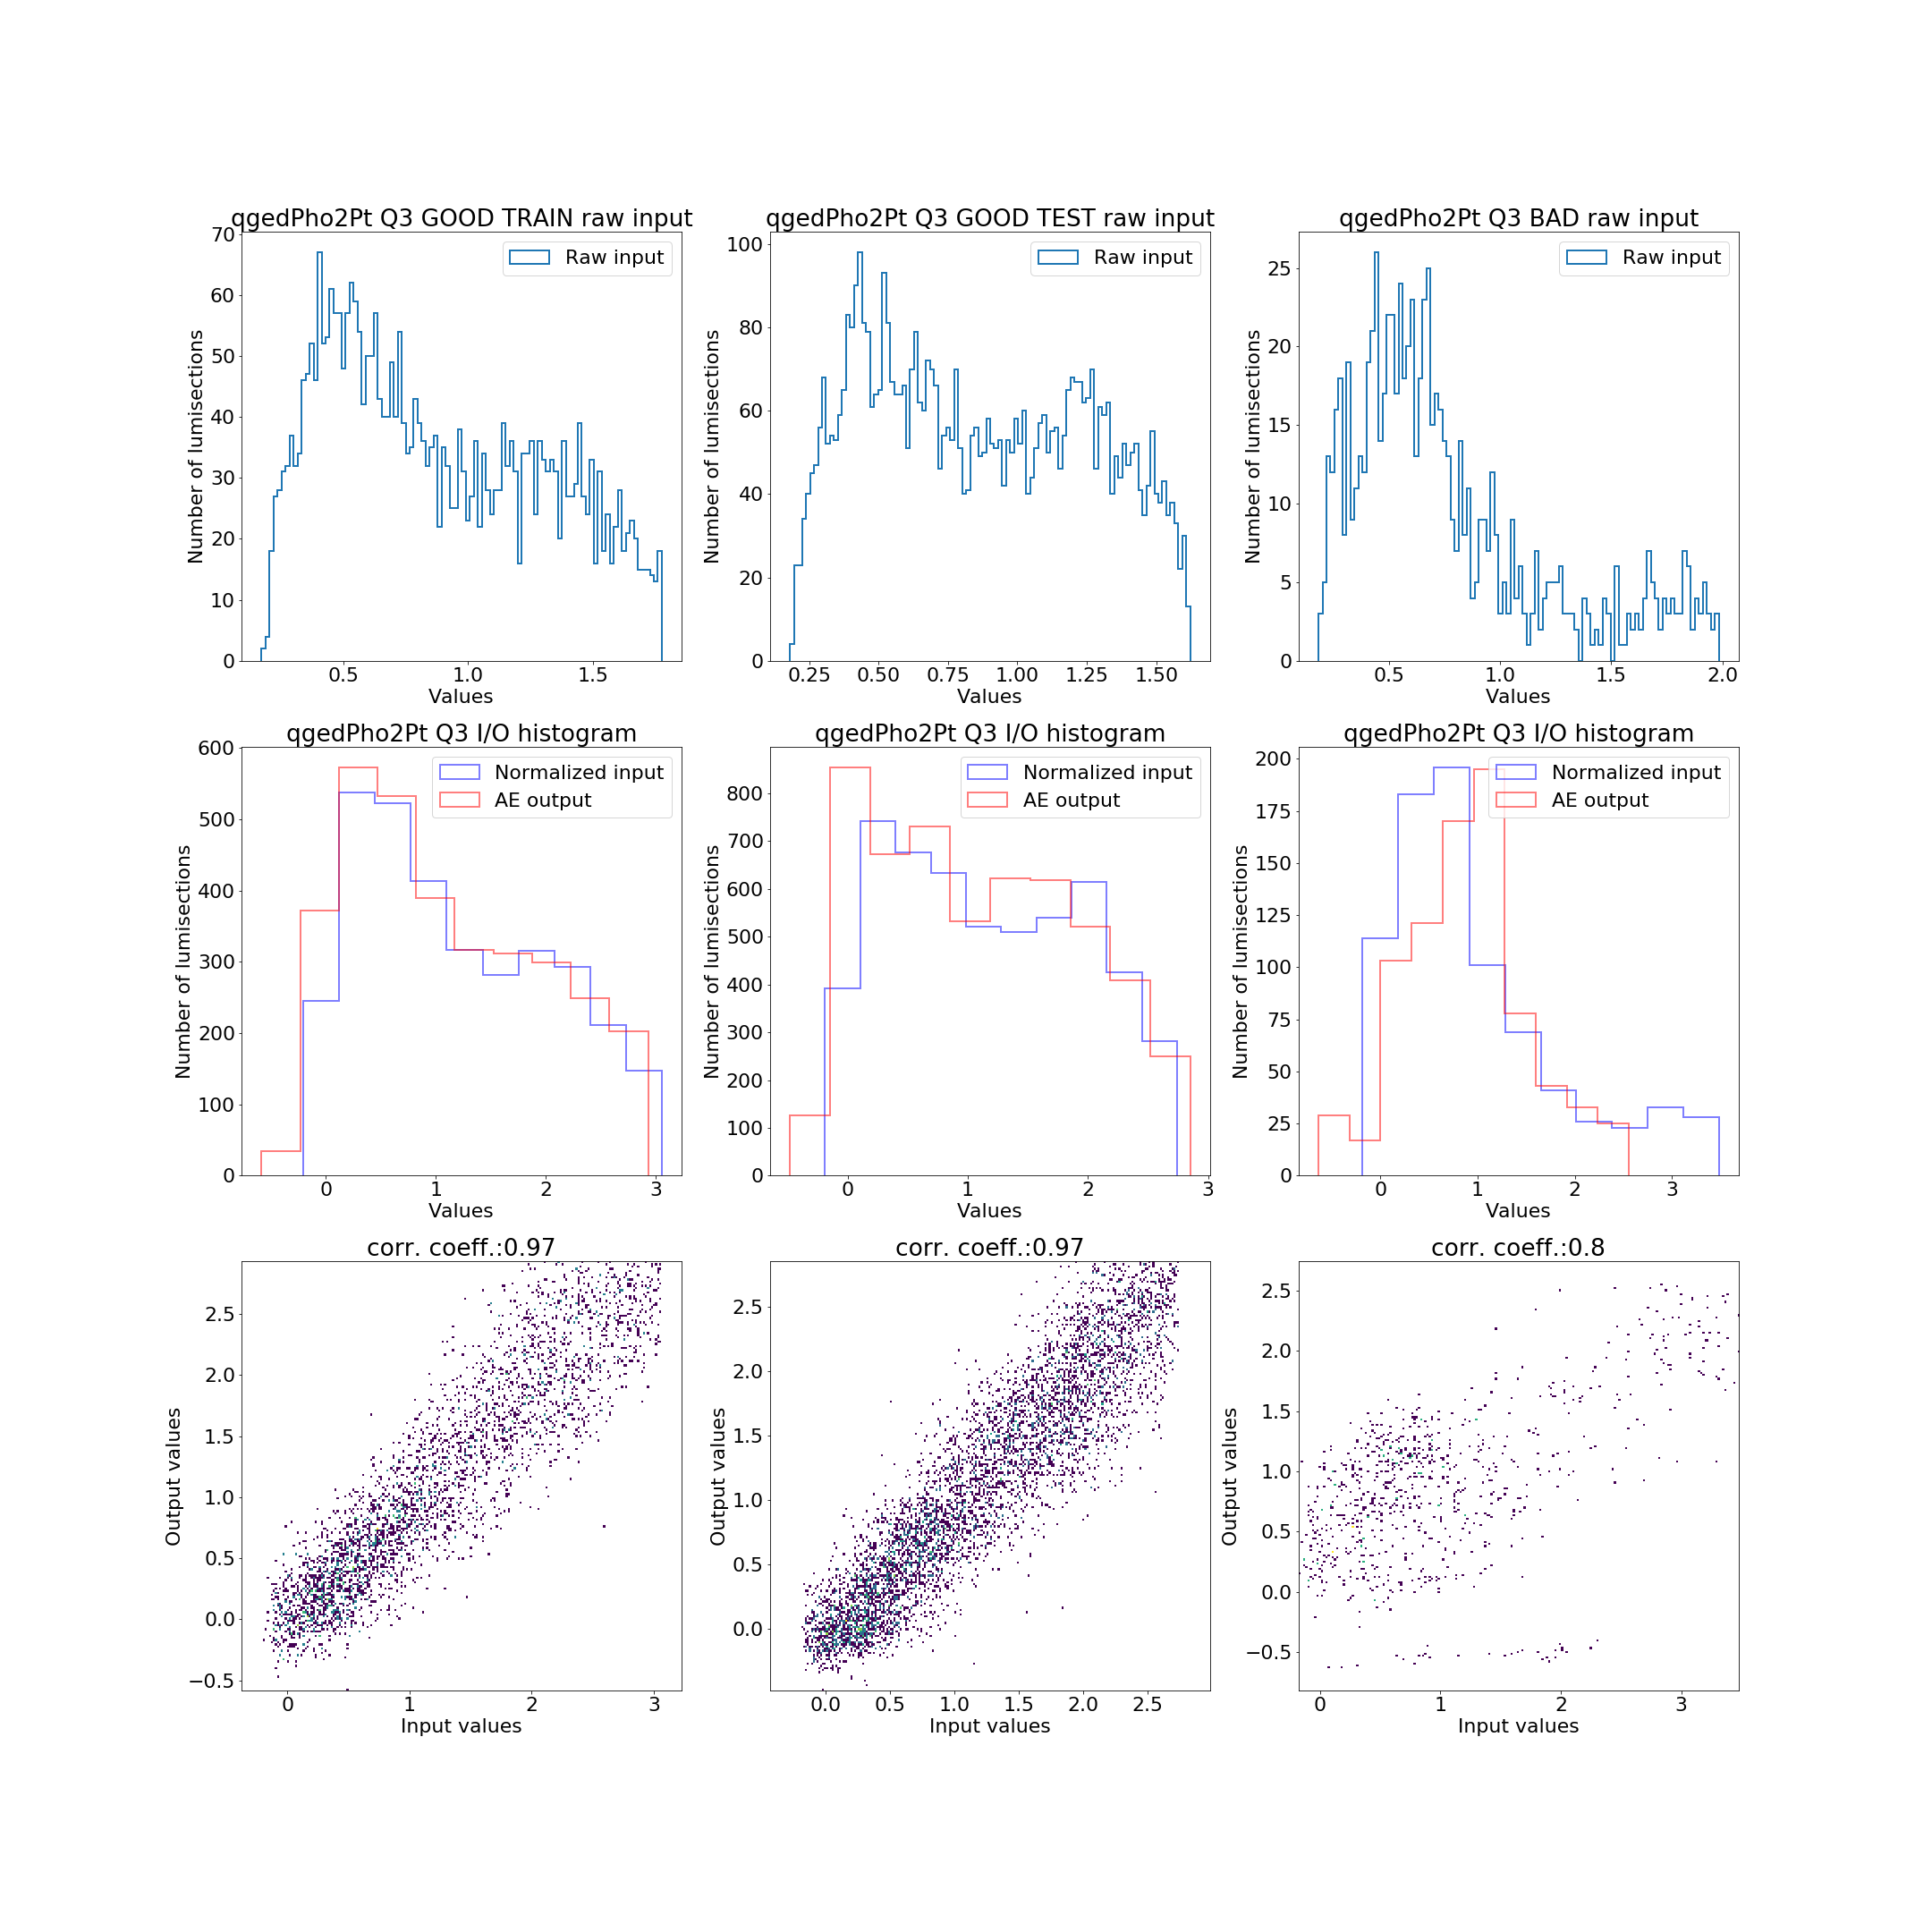 qgedPho2Pt Q3 GOOD TRAIN raw input
Raw input
Number of lumisections
70
60
50
40
30
20
10
0
0.5
1.0
1.5
Values
qgedPho2Pt Q3 GOOD TEST raw input
Raw input
Number of lumisections
100
80
60
40
20
0
0.25
0.50
0.75
1.00
1.25
1.50
Values
qgedPho2Pt Q3 BAD raw input
Raw input
Number of lumisections
25
20
15
10
5
0
0.5
1.0
1.5
2.0
Values
qgedPho2Pt Q3 I/O histogram
Normalized input
AE output
Number of lumisections
600
500
400
300
200
100
0
0
1
2
3
Values
qgedPho2Pt Q3 I/O histogram
Normalized input
AE output
Number of lumisections
800
700
600
500
400
300
200
100
0
0
1
2
3
Values
qgedPho2Pt Q3 I/O histogram
Normalized input
AE output
Number of lumisections
200
175
150
125
100
75
50
25
0
0
1
2
3
Values
corr. coeff.:0.97
Output values
2.5
2.0
1.5
1.0
0.5
0.0
−0.5
0
1
2
3
Input values
corr. coeff.:0.97
Output values
2.5
2.0
1.5
1.0
0.5
0.0
0.0
0.5
1.0
1.5
2.0
2.5
Input values
corr. coeff.:0.8
Output values
2.5
2.0
1.5
1.0
0.5
0.0
−0.5
0
1
2
3
Input values